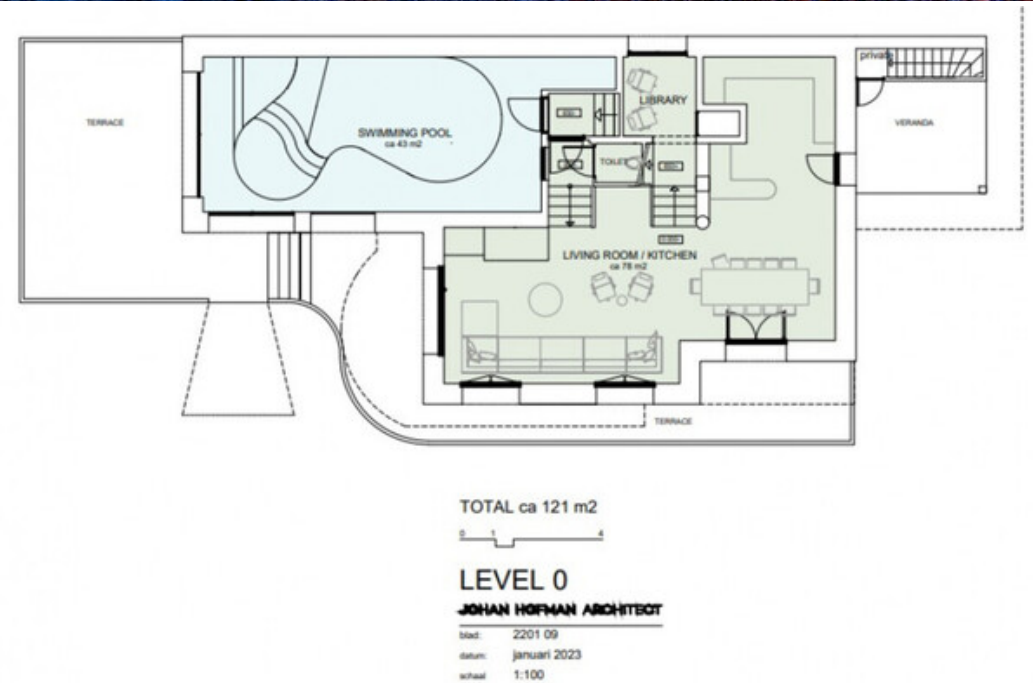 private
LIBRARY
TERRACE
VERANDA
SWIMMING POOL
ca 43 m2
TOILET
LIVING ROOM / KITCHEN
ca 78 m2
TERRACE
TOTAL ca 121 m2
0 1 4
LEVEL 0
JOHAN HOFMAN ARCHITECT
blad: 2201 09
datum: januari 2023
schaal 1:100